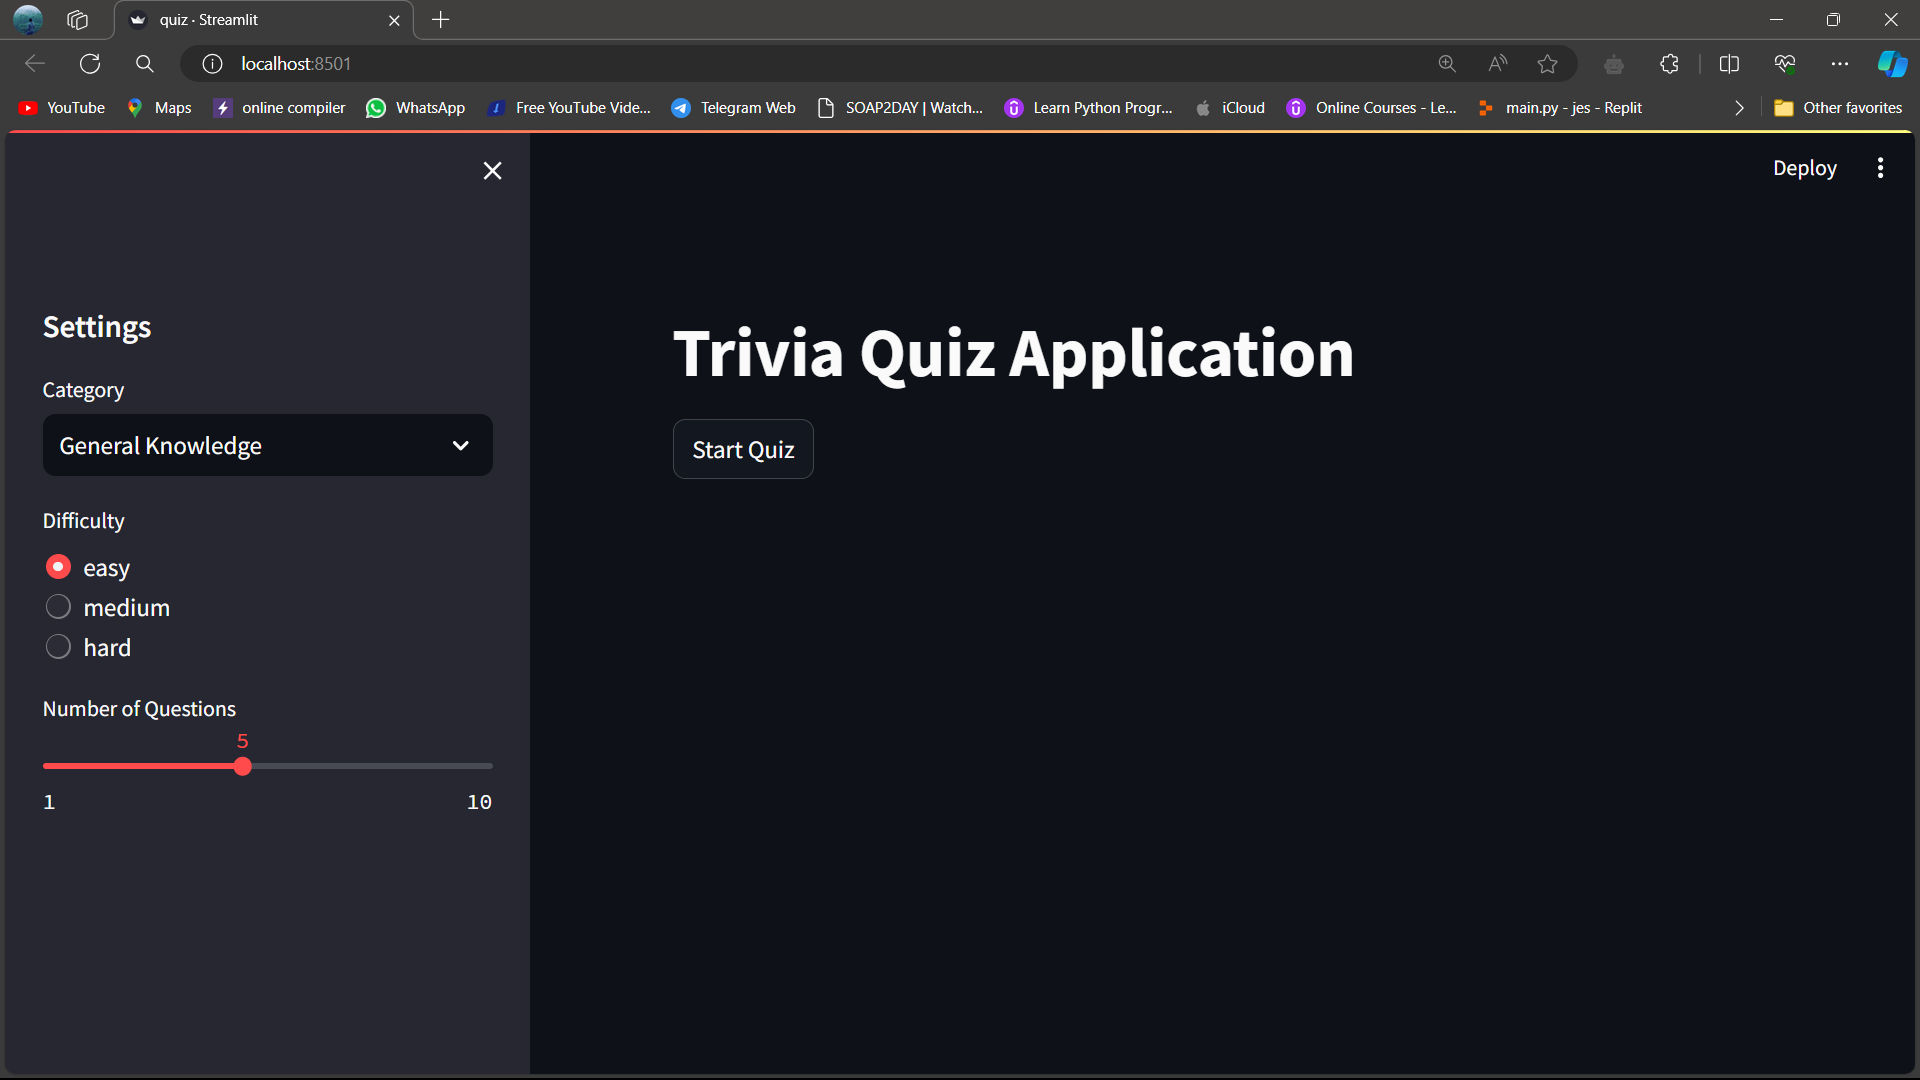 quiz · Streamlit
localhost:8501
YouTube Maps online compiler WhatsApp Free YouTube Vide... Telegram Web SOAP2DAY | Watch... Learn Python Progr... iCloud Online Courses - Le... main.py - jes - Replit Other favorites
Deploy
Settings
Category
General Knowledge
Difficulty
easy
medium
hard
Number of Questions
5
1 10
Trivia Quiz Application
Start Quiz